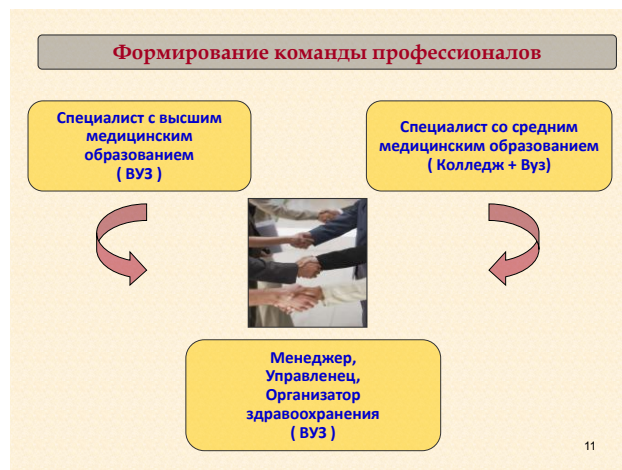 Формирование команды профессионалов
Специалист с высшим
медицинским
образованием
( ВУЗ )
Специалист со средним
медицинским образованием
( Колледж + Вуз)
Менеджер,
Управленец,
Организатор
здравоохранения
( ВУЗ )
11